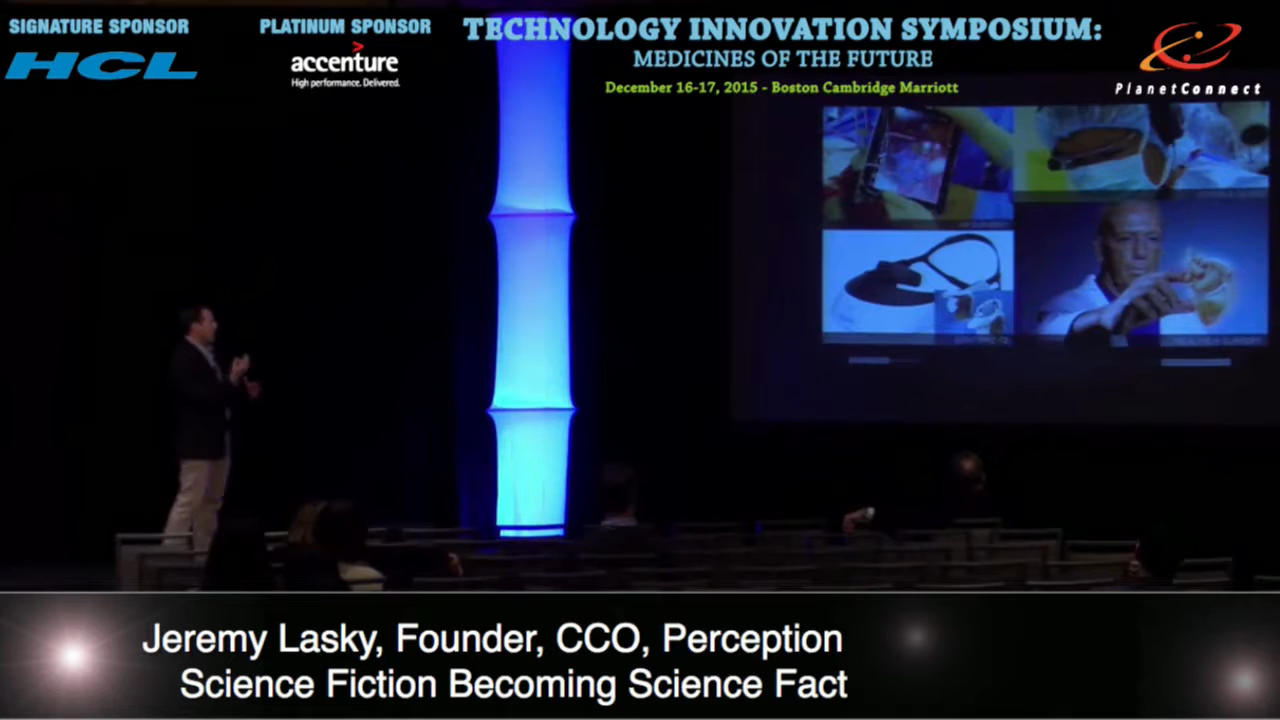 SIGNATURE SPONSOR
HCL
PLATINUM SPONSOR
accenture
High performance. Delivered.
TECHNOLOGY INNOVATION SYMPOSIUM:
MEDICINES OF THE FUTURE
December 16-17, 2015 - Boston Cambridge Marriott
PlanetConnect
Jeremy Lasky, Founder, CCO, Perception
Science Fiction Becoming Science Fact